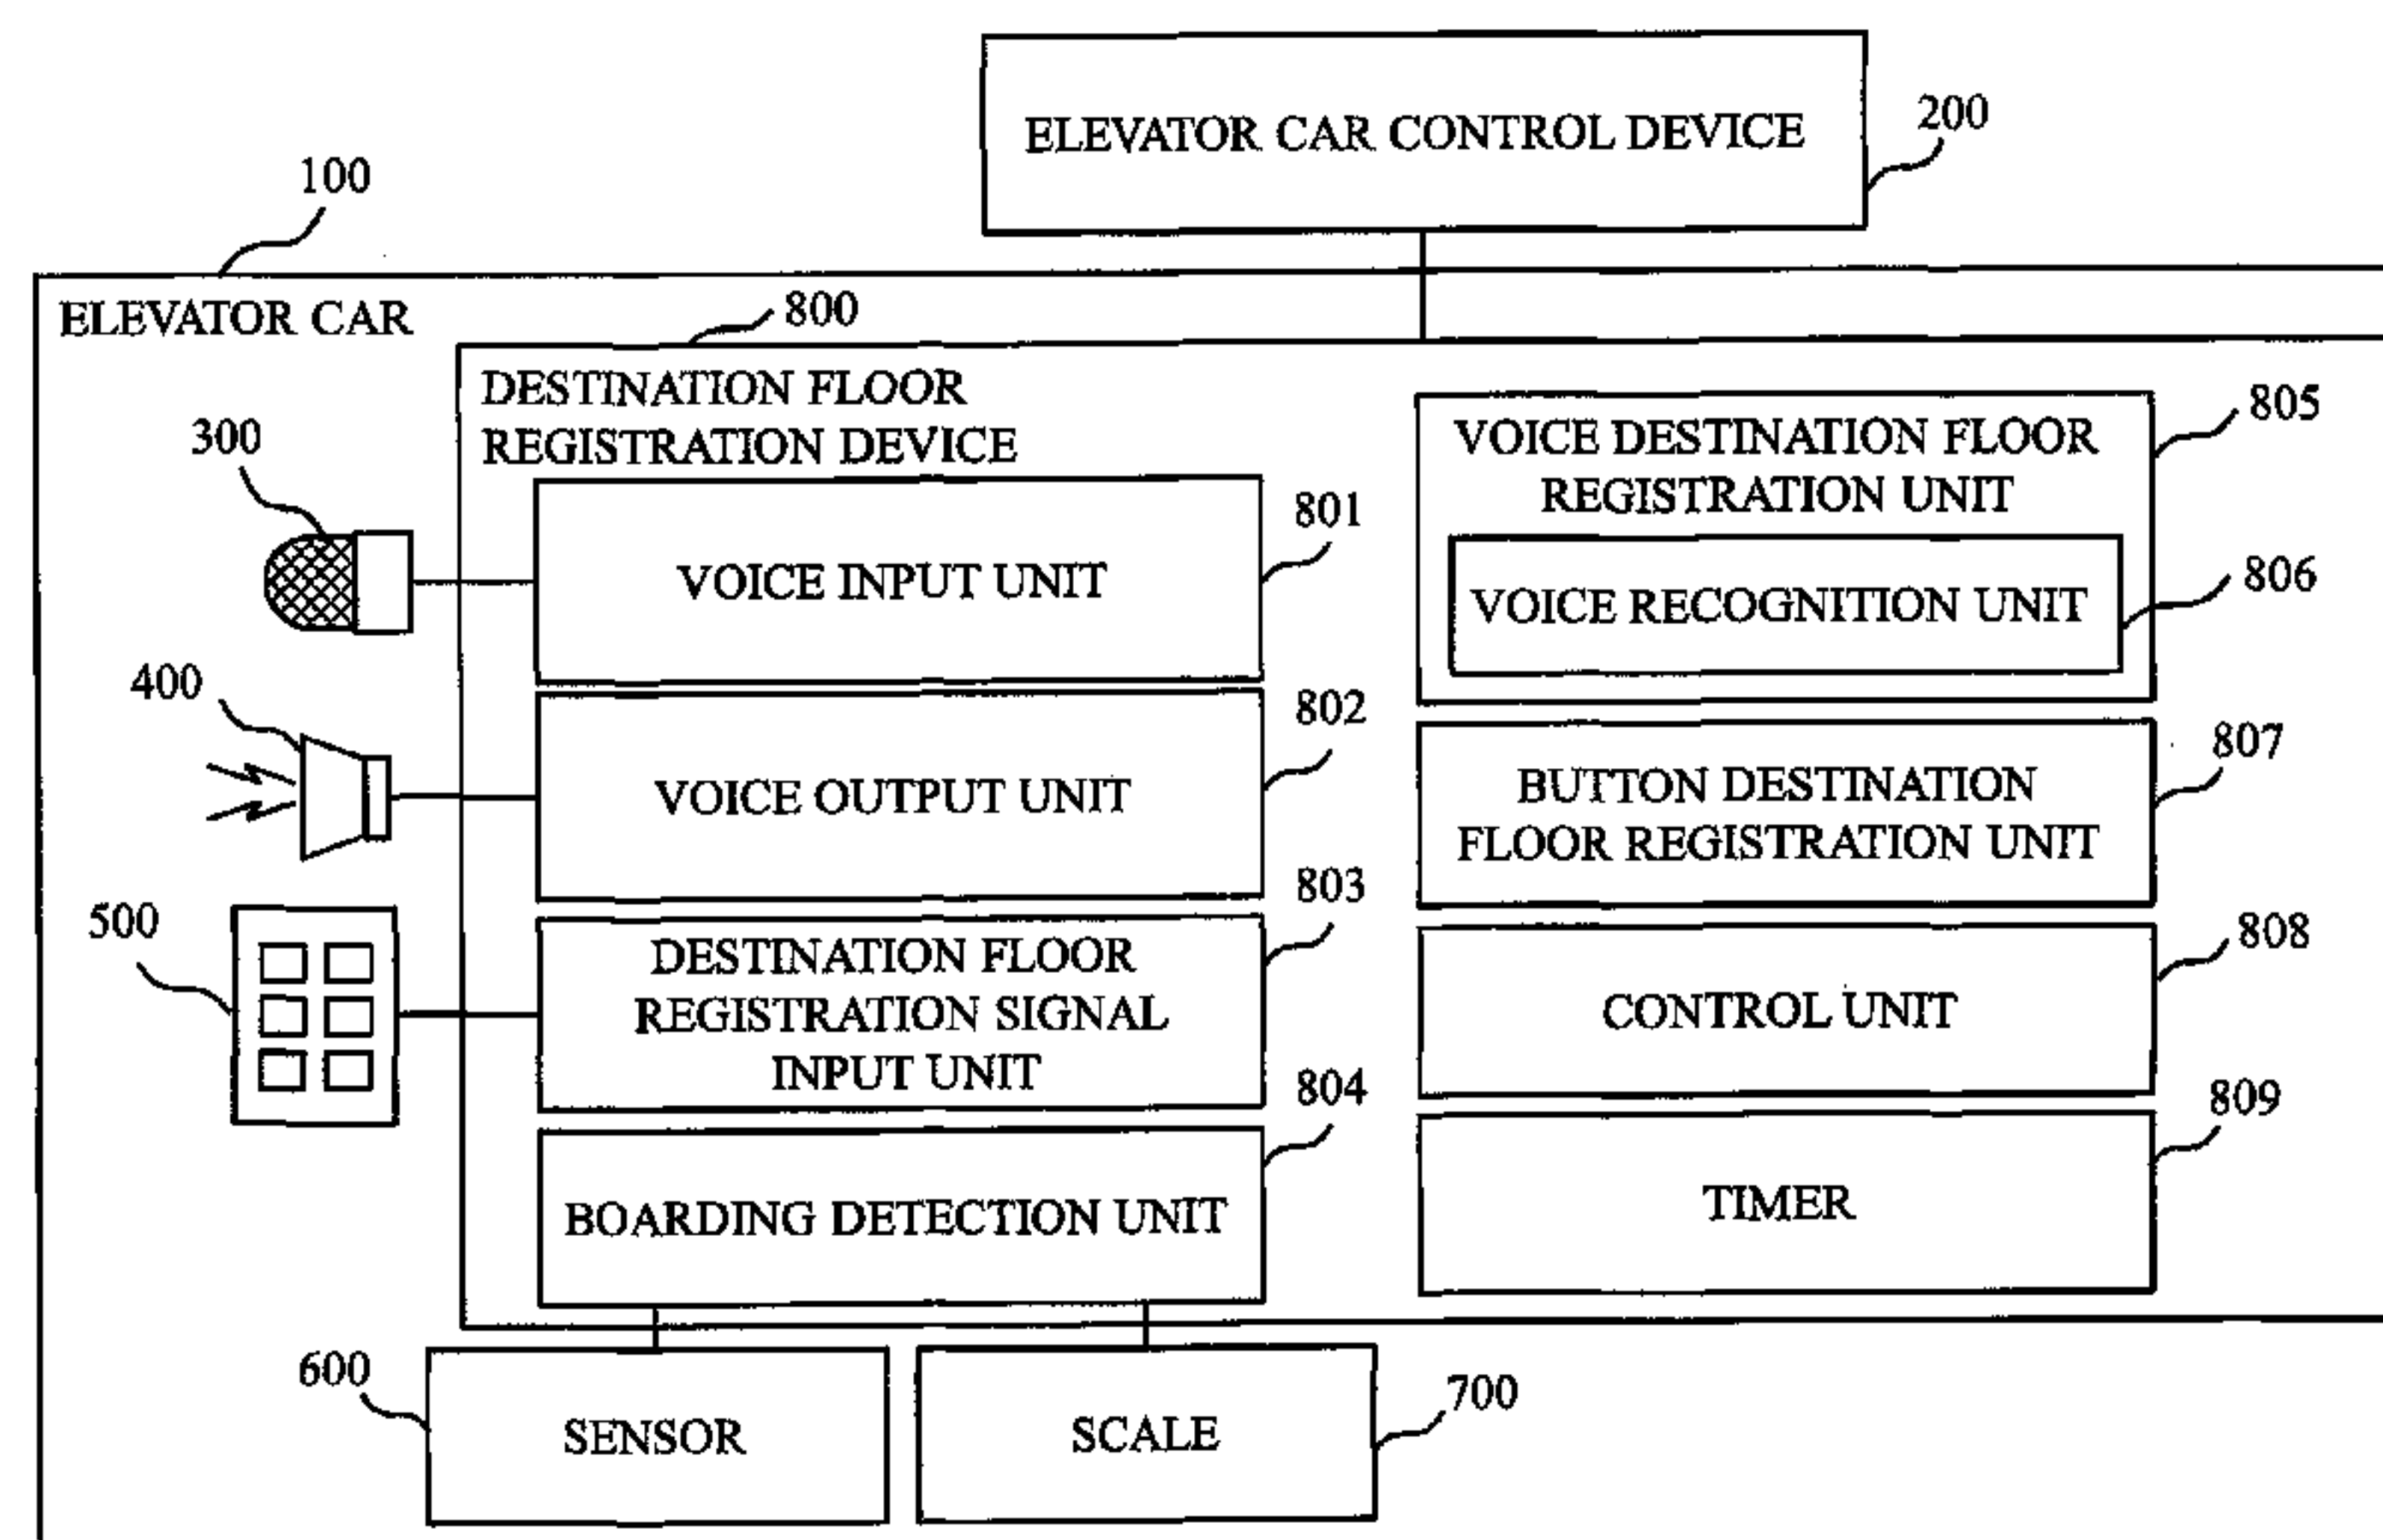 ELEVATOR CAR CONTROL DEVICE
200
100
ELEVATOR CAR
800
DESTINATION FLOOR
REGISTRATION DEVICE
300
VOICE INPUT UNIT
801
400
VOICE OUTPUT UNIT
802
500
DESTINATION FLOOR
REGISTRATION SIGNAL
INPUT UNIT
803
BOARDING DETECTION UNIT
804
VOICE DESTINATION FLOOR
REGISTRATION UNIT
805
VOICE RECOGNITION UNIT
806
BUTTON DESTINATION
FLOOR REGISTRATION UNIT
807
CONTROL UNIT
808
TIMER
809
600
SENSOR
SCALE
700